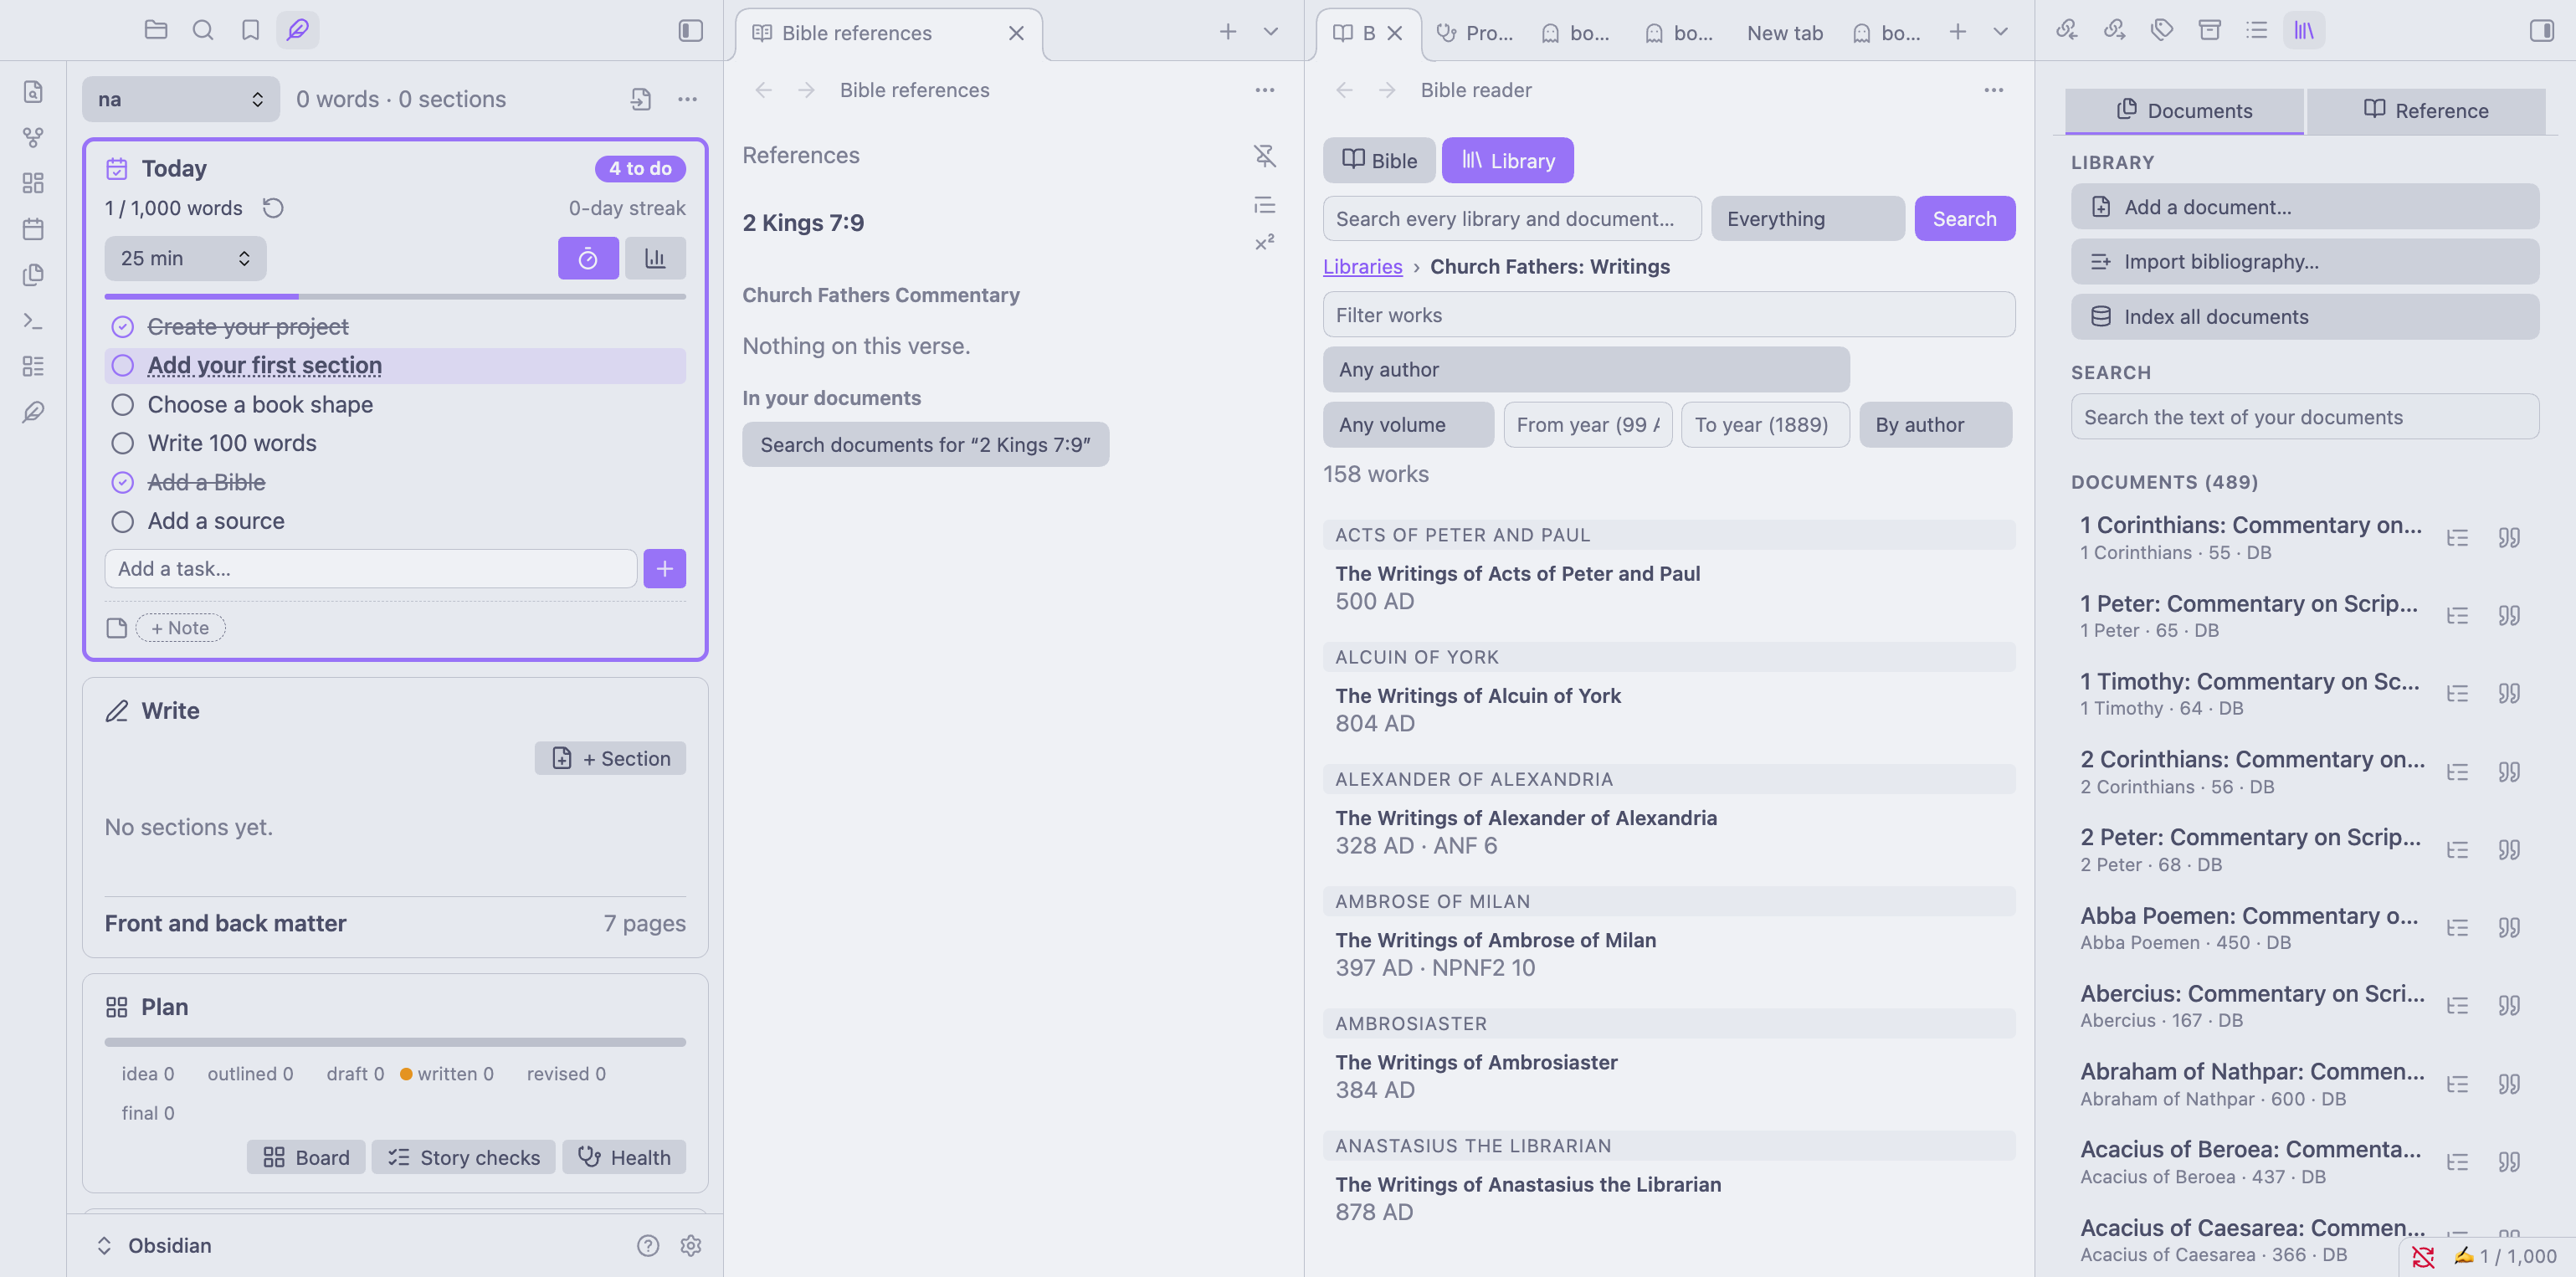 Bible references
B
Pro...
bo...
bo...
New tab
bo...
na
0 words · 0 sections
Today
4 to do
1 / 1,000 words
0-day streak
25 min
Create your project
Add your first section
Choose a book shape
Write 100 words
Add a Bible
Add a source
Add a task...
+ Note
Write
+ Section
No sections yet.
Front and back matter
7 pages
Plan
idea 0
outlined 0
draft 0
written 0
revised 0
final 0
Board
Story checks
Health
Obsidian
Bible references
References
2 Kings 7:9
x²
Church Fathers Commentary
Nothing on this verse.
In your documents
Search documents for “2 Kings 7:9”
Bible reader
Bible
Library
Search every library and document...
Everything
Search
Libraries › Church Fathers: Writings
Filter works
Any author
Any volume
From year (99 A
To year (1889)
By author
158 works
ACTS OF PETER AND PAUL
The Writings of Acts of Peter and Paul
500 AD
ALCUIN OF YORK
The Writings of Alcuin of York
804 AD
ALEXANDER OF ALEXANDRIA
The Writings of Alexander of Alexandria
328 AD · ANF 6
AMBROSE OF MILAN
The Writings of Ambrose of Milan
397 AD · NPNF2 10
AMBROSIASTER
The Writings of Ambrosiaster
384 AD
ANASTASIUS THE LIBRARIAN
The Writings of Anastasius the Librarian
878 AD
Documents
Reference
LIBRARY
Add a document...
Import bibliography...
Index all documents
SEARCH
Search the text of your documents
DOCUMENTS (489)
1 Corinthians: Commentary on...
1 Corinthians · 55 · DB
1 Peter: Commentary on Scrip...
1 Peter · 65 · DB
1 Timothy: Commentary on Sc...
1 Timothy · 64 · DB
2 Corinthians: Commentary on...
2 Corinthians · 56 · DB
2 Peter: Commentary on Scrip...
2 Peter · 68 · DB
Abba Poemen: Commentary o...
Abba Poemen · 450 · DB
Abercius: Commentary on Scri...
Abercius · 167 · DB
Abraham of Nathpar: Commen...
Abraham of Nathpar · 600 · DB
Acacius of Beroea: Commenta...
Acacius of Beroea · 437 · DB
Acacius of Caesarea: Commen...
Acacius of Caesarea · 366 · DB
✍️ 1 / 1,000